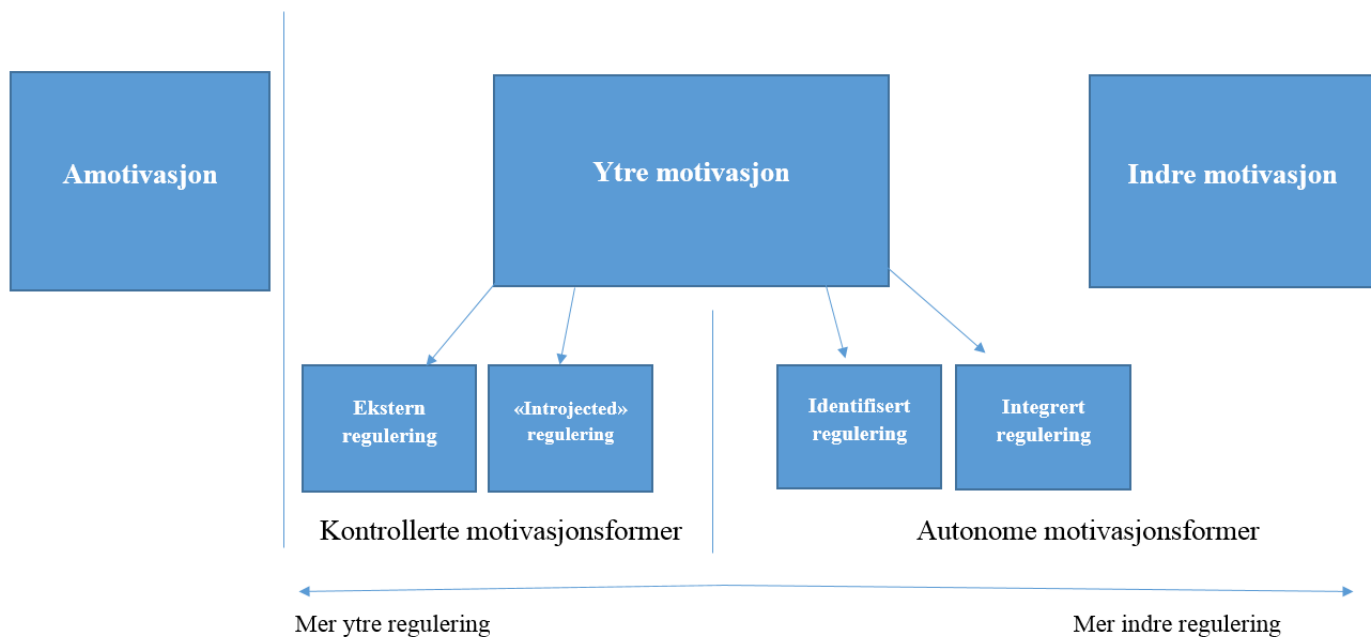 Amotivasjon
Ytre motivasjon
Indre motivasjon
Ekstern
regulering
«Introjected»
regulering
Identifisert
regulering
Integrert
regulering
Kontrollerte motivasjonsformer
Autonome motivasjonsformer
Mer ytre regulering
Mer indre regulering